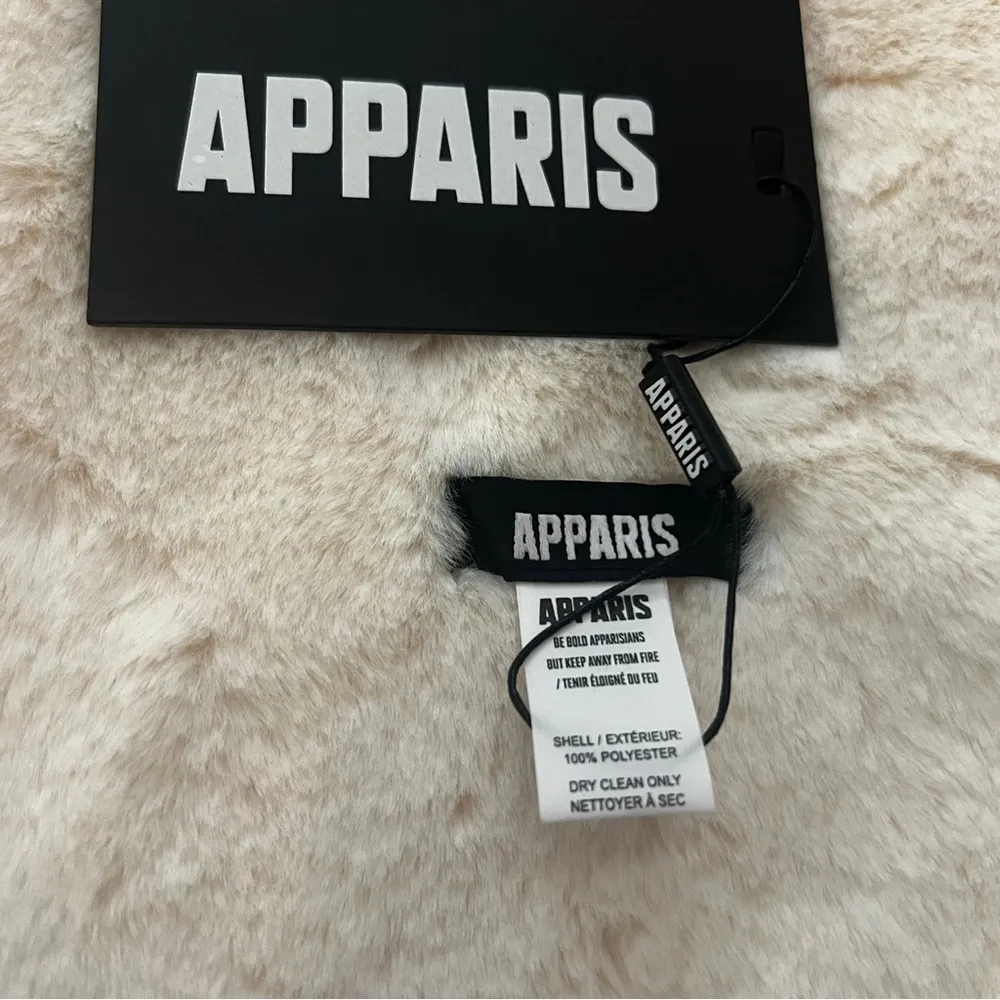 APPARIS
APPARIS
APPARIS
APPARIS
BE BOLD APPARISIANS
BUT KEEP AWAY FROM FIRE
/ TENIR ÉLOIGNÉ DU FEU
SHELL / EXTÉRIEUR:
100% POLYESTER
DRY CLEAN ONLY
NETTOYER À SEC